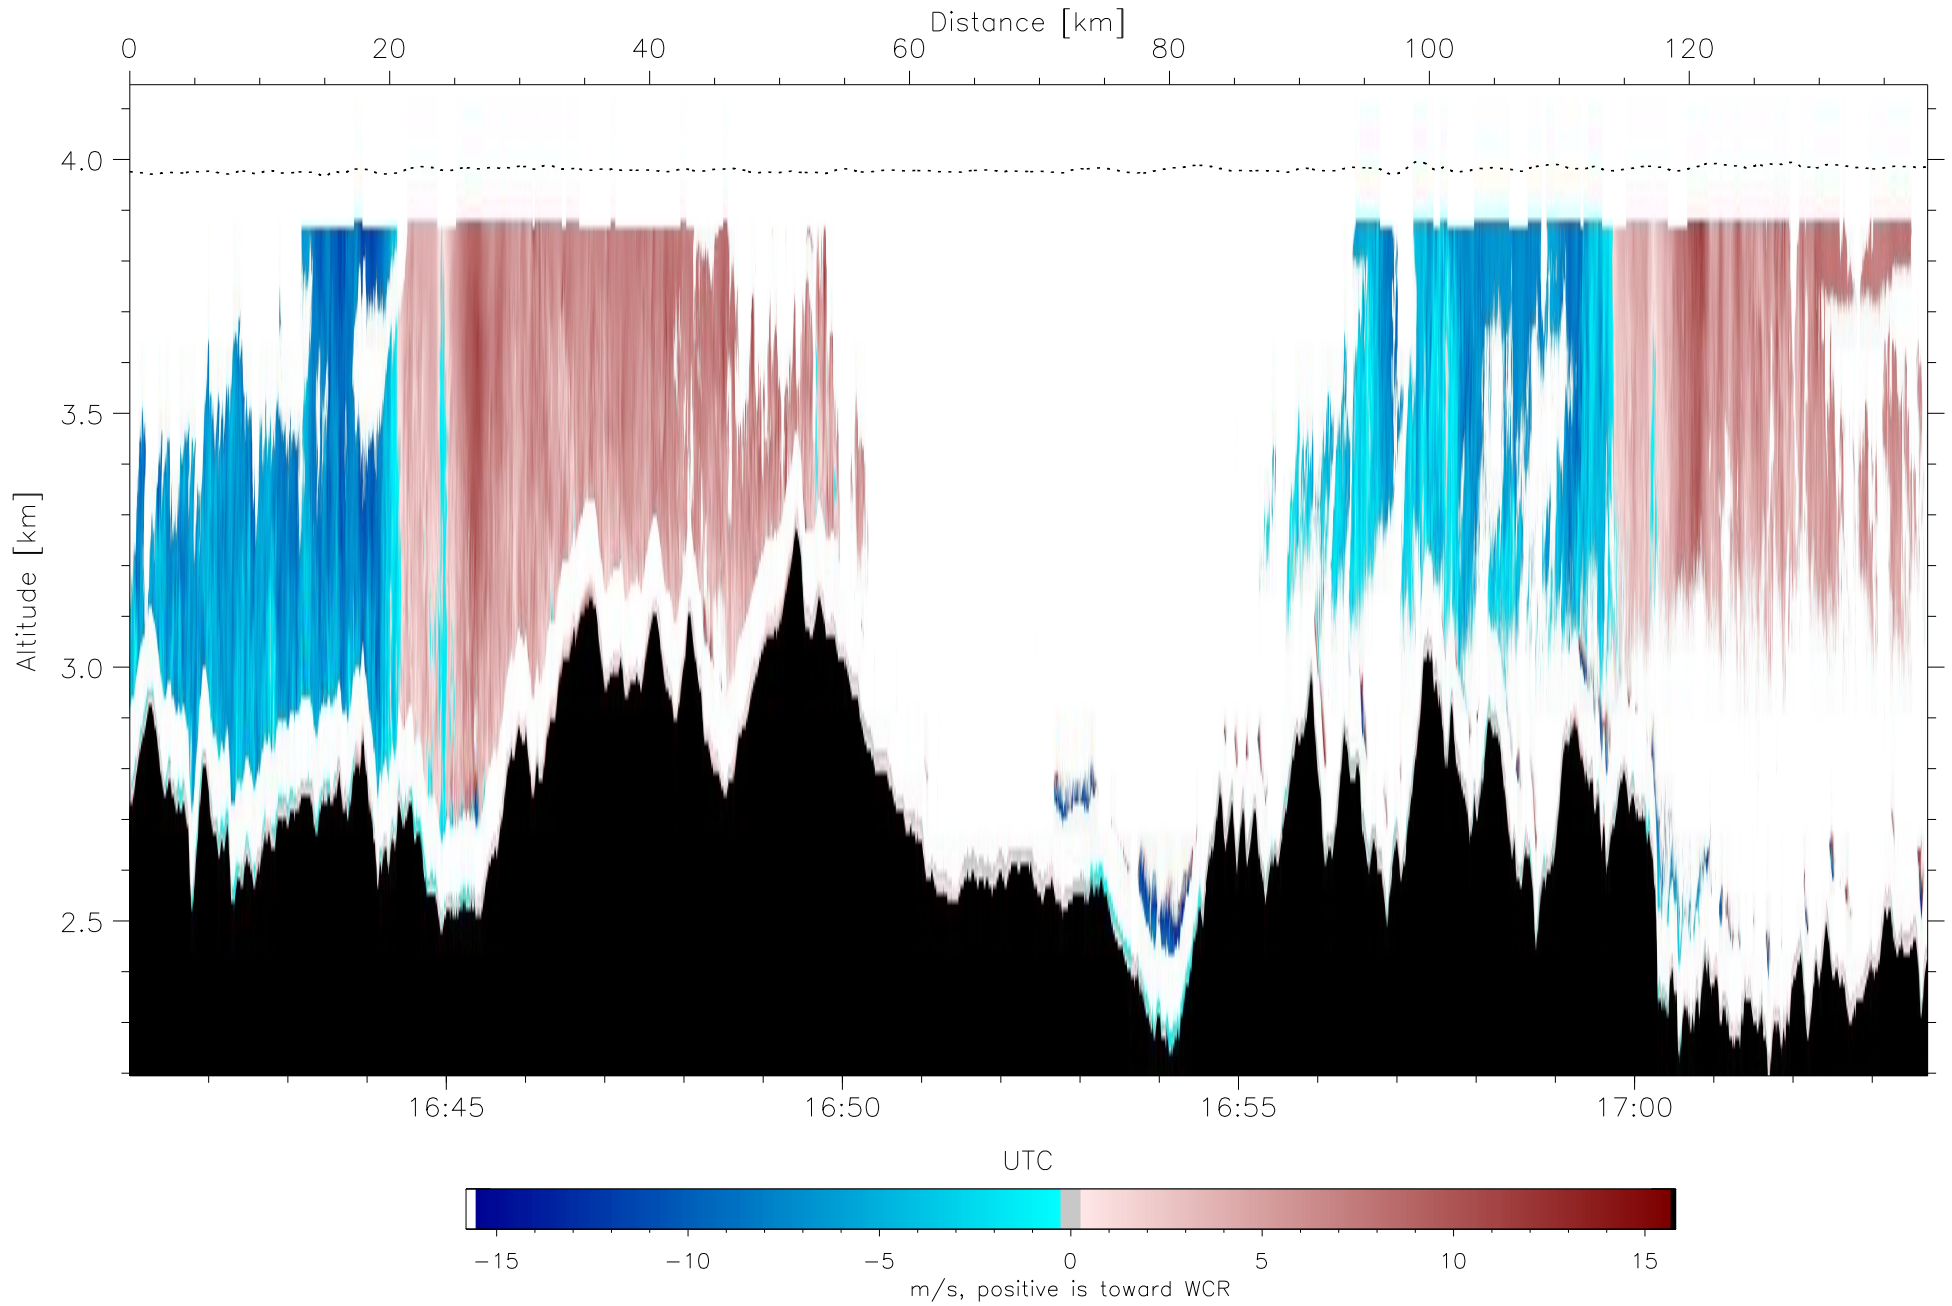 Distance [km]
0 20 40 60 80 100 120
4.0
3.5
3.0
2.5
Altitude [km]
16:45 16:50 16:55 17:00
UTC
−15 −10 −5 0 5 10 15
m/s, positive is toward WCR